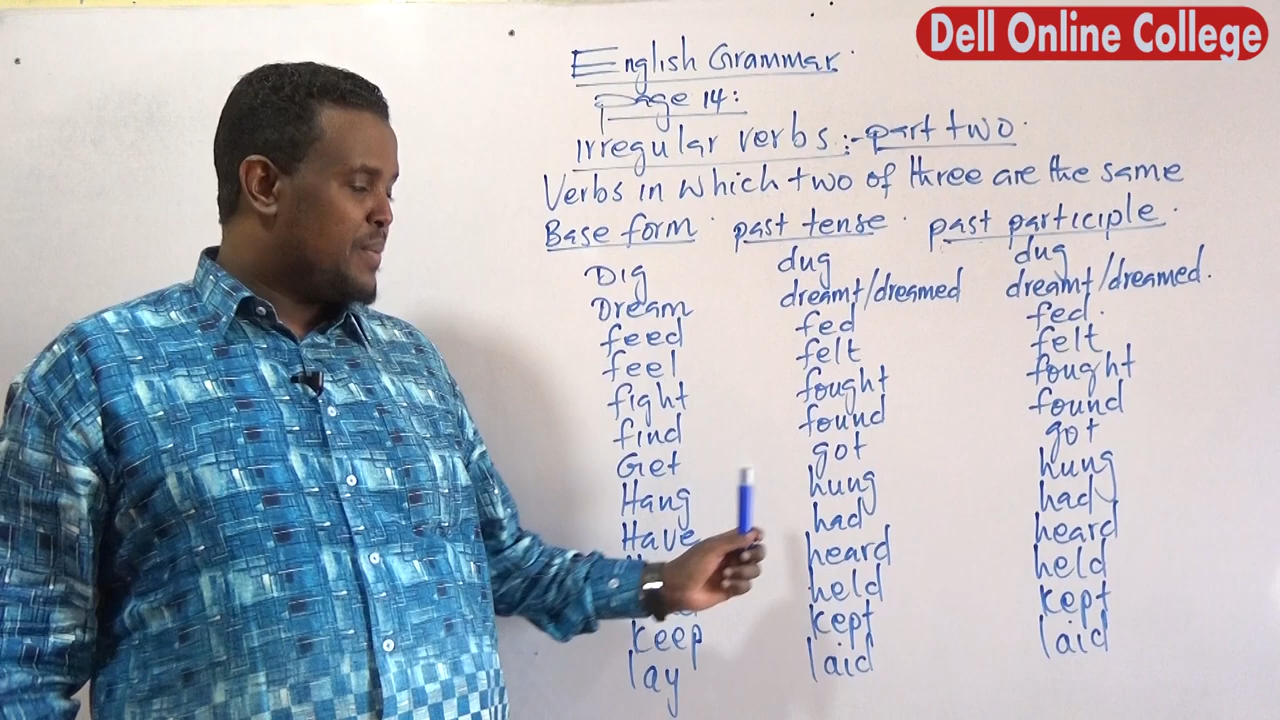 Dell Online College
English Grammar.
page 14:
Irregular verbs :- part two.
Verbs in which two of three are the same
Base form. past tense. past participle.
Dig dug dug
Dream dreamt/dreamed dreamt/dreamed.
feed fed fed.
feel felt felt
fight fought fought
find found found
Get got got
Hang hung hung
Have had had
heard heard
held held
keep kept kept
lay laid laid